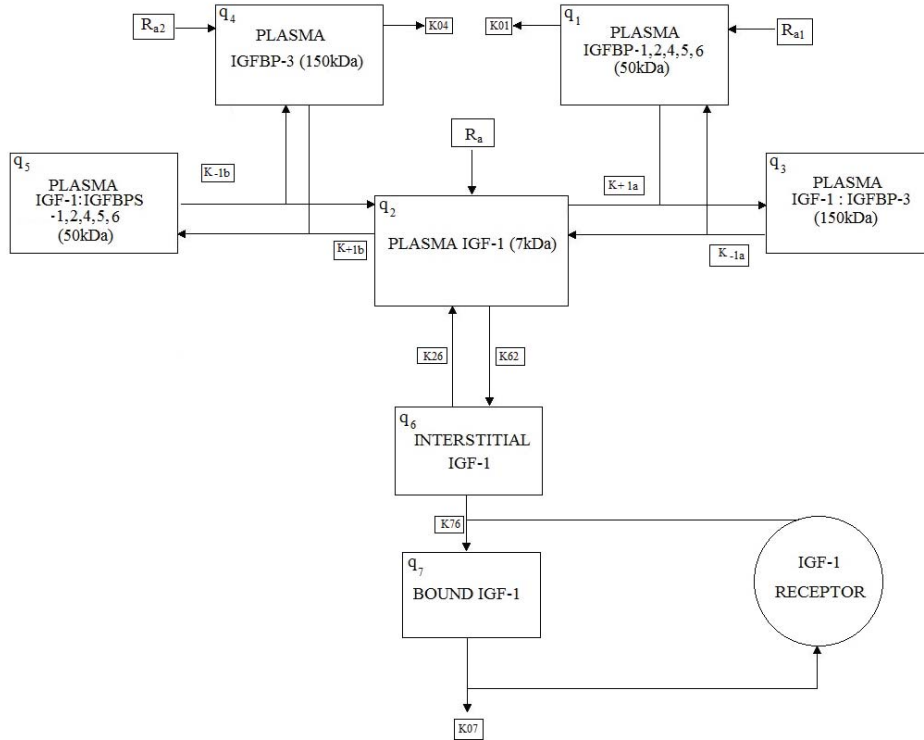 q4
PLASMA
IGFBP-3 (150kDa)
Ra2
K04
K01
q1
PLASMA
IGFBP-1,2,4,5,6
(50kDa)
Ra1
q5
PLASMA
IGF-1:IGFBPS
-1,2,4,5,6
(50kDa)
K-1b
K+1b
Ra
q2
PLASMA IGF-1 (7kDa)
K+1a
K-1a
q3
PLASMA
IGF-1 : IGFBP-3
(150kDa)
K26
K62
q6
INTERSTITIAL
IGF-1
K76
q7
BOUND IGF-1
IGF-1
RECEPTOR
K07